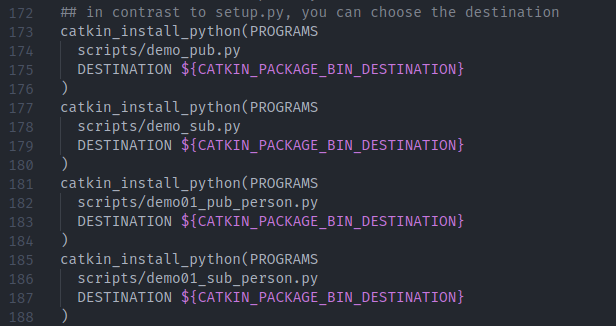 172 ## in contrast to setup.py, you can choose the destination
173 catkin_install_python(PROGRAMS
174   scripts/demo_pub.py
175   DESTINATION ${CATKIN_PACKAGE_BIN_DESTINATION}
176 )
177 catkin_install_python(PROGRAMS
178   scripts/demo_sub.py
179   DESTINATION ${CATKIN_PACKAGE_BIN_DESTINATION}
180 )
181 catkin_install_python(PROGRAMS
182   scripts/demo01_pub_person.py
183   DESTINATION ${CATKIN_PACKAGE_BIN_DESTINATION}
184 )
185 catkin_install_python(PROGRAMS
186   scripts/demo01_sub_person.py
187   DESTINATION ${CATKIN_PACKAGE_BIN_DESTINATION}
188 )